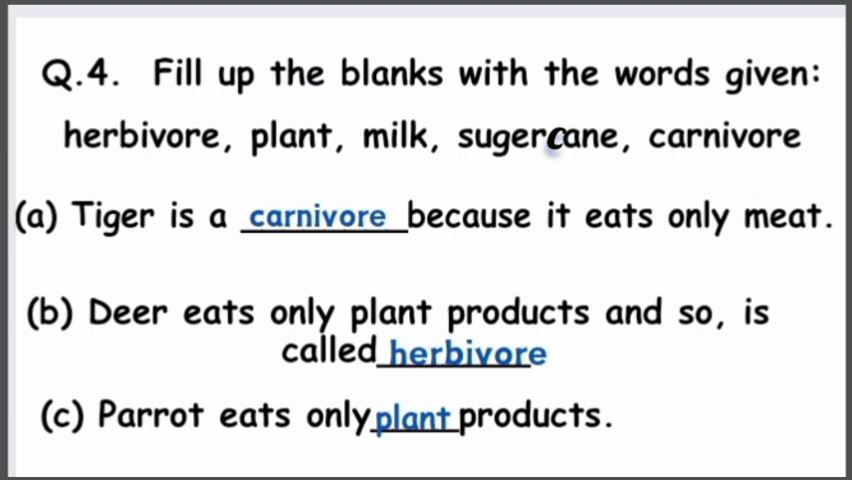 Q.4. Fill up the blanks with the words given:
herbivore, plant, milk, sugercane, carnivore
(a) Tiger is a carnivore because it eats only meat.
(b) Deer eats only plant products and so, is
called herbivore
(c) Parrot eats only plant products.